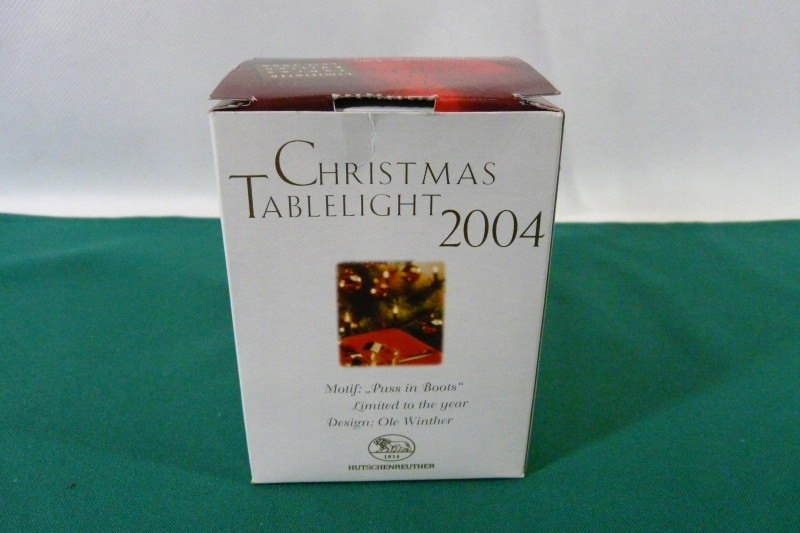 CHRISTMAS
TABLELIGHT
2004
Motif: „Puss in Boots“
Limited to the year
Design: Ole Winther
1814
HUTSCHENREUTHER